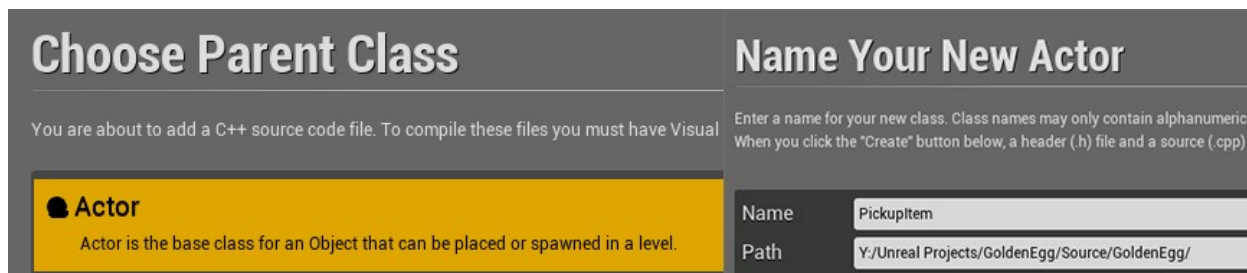 Choose Parent Class
You are about to add a C++ source code file. To compile these files you must have Visual
Actor
Actor is the base class for an Object that can be placed or spawned in a level.
Name Your New Actor
Enter a name for your new class. Class names may only contain alphanumeric
When you click the "Create" button below, a header (.h) file and a source (.cpp)
Name PickupItem
Path Y:/Unreal Projects/GoldenEgg/Source/GoldenEgg/